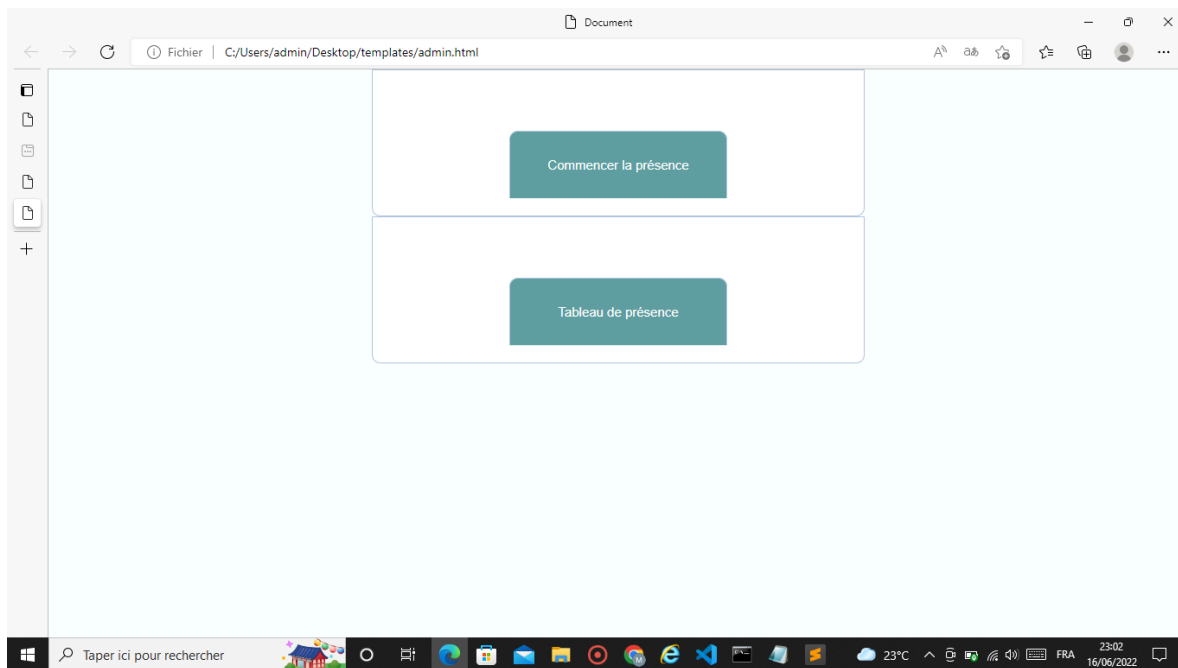 Document
Fichier | C:/Users/admin/Desktop/templates/admin.html
Commencer la présence
Tableau de présence
Taper ici pour rechercher
23°C
FRA
23:02
16/06/2022